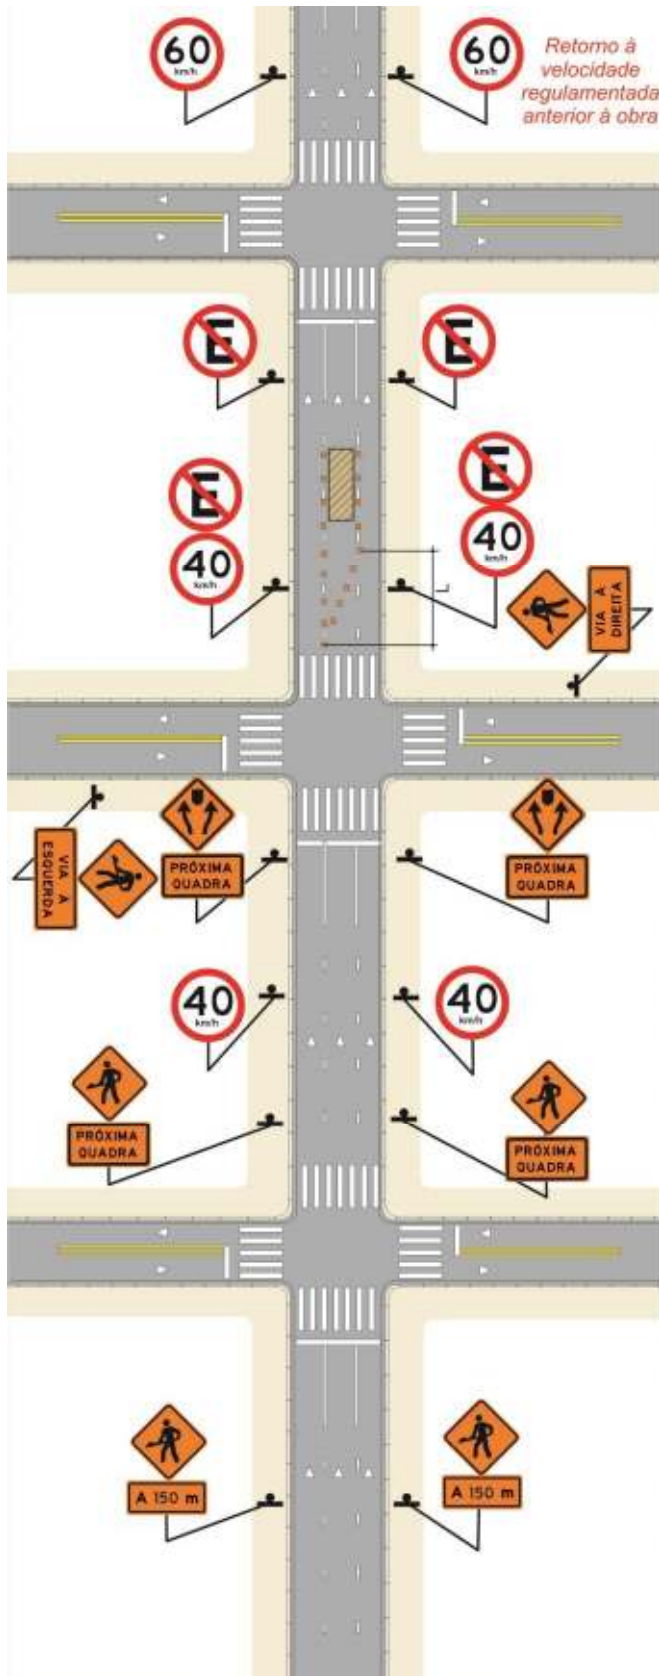 60
km/h
60
km/h
Retorno à
velocidade
regulamentada
anterior à obra
E
E
E
40
km/h
E
40
km/h
L
VIA À
DIREITA
VIA À
ESQUERDA
PRÓXIMA
QUADRA
PRÓXIMA
QUADRA
40
km/h
40
km/h
PRÓXIMA
QUADRA
PRÓXIMA
QUADRA
A 150 m
A 150 m